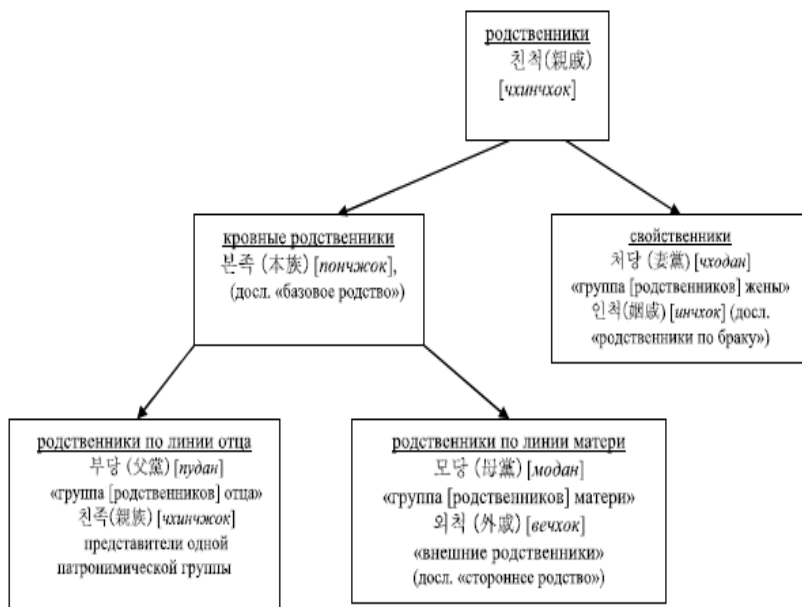 родственники
친척(親戚)
[чхинчхок]
кровные родственники
본족 (本族) [пончжок],
(досл. «базовое родство»)
свойственники
처당 (妻黨) [чходан]
«группа [родственников] жены»
인척(姻戚) [инчхок] (досл.
«родственники по браку»)
родственники по линии отца
부당 (父黨) [пудан]
«группа [родственников] отца»
친족(親族) [чхинчжок]
представители одной
патронимической группы
родственники по линии матери
모당 (母黨) [модан]
«группа [родственников] матери»
외척 (外戚) [вечхок]
«внешние родственники»
(досл. «стороннее родство»)